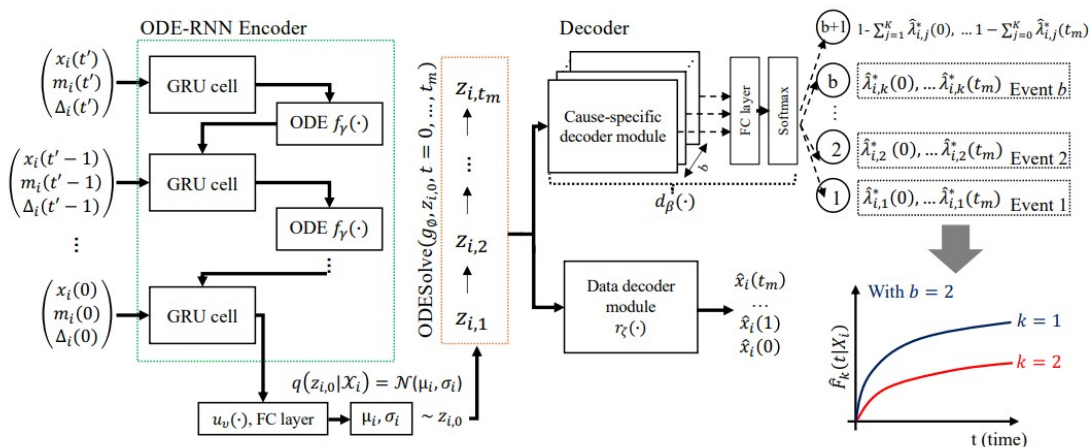 ODE-RNN Encoder
x_i(t')
m_i(t')
Δ_i(t')
GRU cell
ODE f_γ(·)
x_i(t' − 1)
m_i(t' − 1)
Δ_i(t' − 1)
GRU cell
ODE f_γ(·)
⋮
⋮
x_i(0)
m_i(0)
Δ_i(0)
GRU cell
q(z_{i,0}|𝒳_i) = 𝒩(μ_i, σ_i)
u_υ(·), FC layer
μ_i, σ_i
~ z_{i,0}
ODESolve(g_ø, z_{i,0}, t = 0, ..., t_m)
z_{i,t_m}
⋮
z_{i,2}
z_{i,1}
Decoder
Cause-specific
decoder module
b
FC layer
Softmax
d_β(·)
Data decoder
module
r_ζ(·)
x̂_i(t_m)
...
x̂_i(1)
x̂_i(0)
b+1
1- ∑_{j=1}^{K} λ̂*_{i,j}(0), ... 1 − ∑_{j=0}^{K} λ̂*_{i,j}(t_m)
b
λ̂*_{i,k}(0), ... λ̂*_{i,k}(t_m) Event b
⋮
2
λ̂*_{i,2}(0), ... λ̂*_{i,2}(t_m) Event 2
1
λ̂*_{i,1}(0), ... λ̂*_{i,1}(t_m) Event 1
With b = 2
k = 1
k = 2
F̂_k(t|X_i)
t (time)